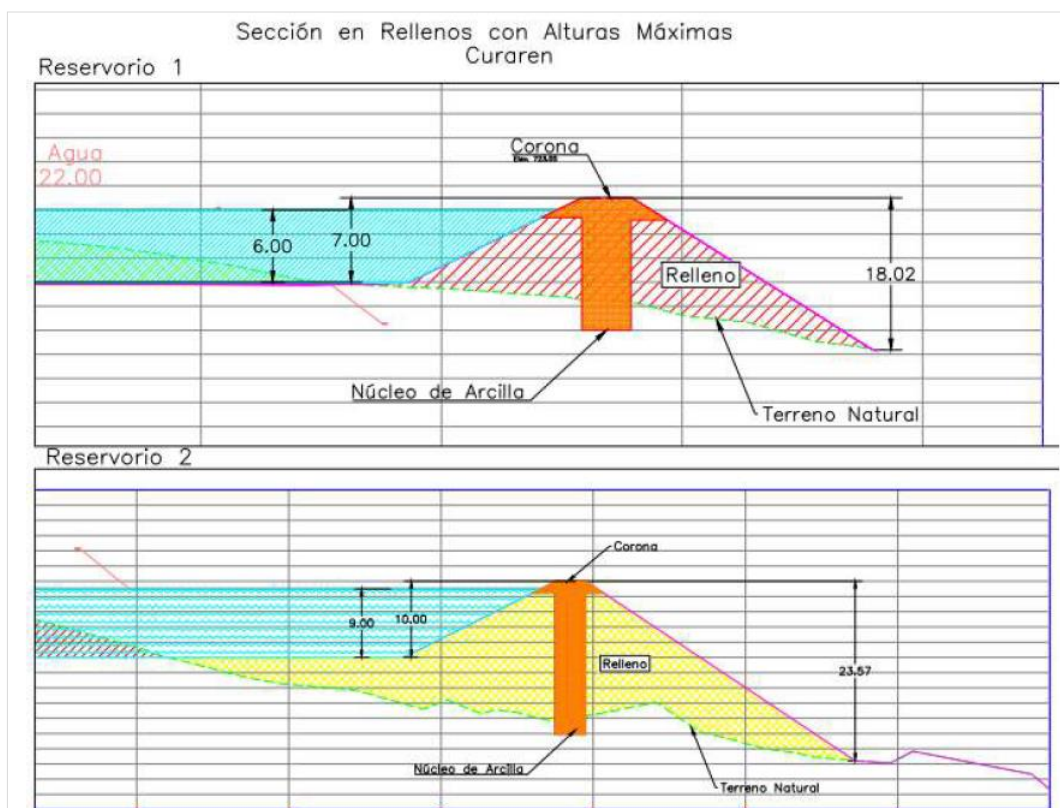 Sección en Rellenos con Alturas Máximas
Curaren
Reservorio 1
Agua
22.00
Corona
6.00
7.00
Relleno
18.02
Núcleo de Arcilla
Terreno Natural
Reservorio 2
Corona
9.00
10.00
Relleno
23.57
Núcleo de Arcilla
Terreno Natural